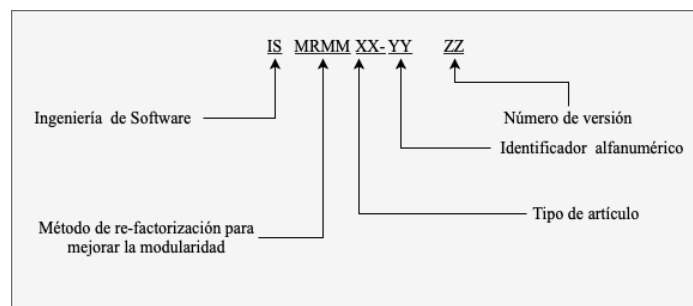 IS MRMM XX- YY ZZ
Ingeniería de Software
Número de versión
Identificador alfanumérico
Tipo de artículo
Método de re-factorización para
mejorar la modularidad